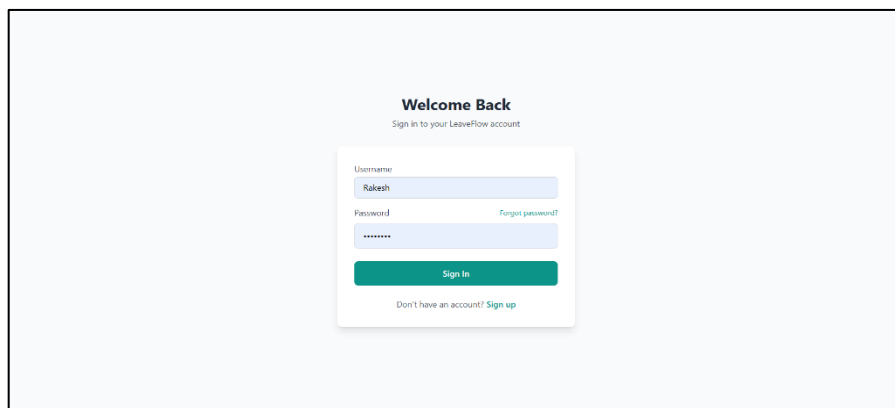 Welcome Back
Sign in to your LeaveFlow account
Username
Rakesh
Password Forgot password?
••••••••
Sign In
Don't have an account? Sign up